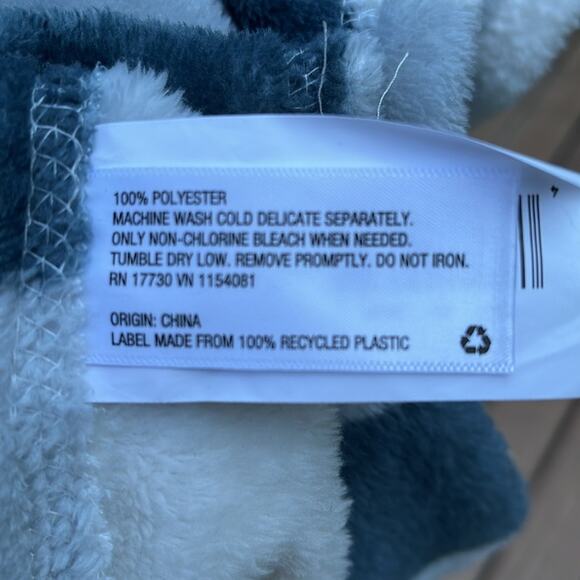 100% POLYESTER
MACHINE WASH COLD DELICATE SEPARATELY.
ONLY NON-CHLORINE BLEACH WHEN NEEDED.
TUMBLE DRY LOW. REMOVE PROMPTLY. DO NOT IRON.
RN 17730 VN 1154081
ORIGIN: CHINA
LABEL MADE FROM 100% RECYCLED PLASTIC
4